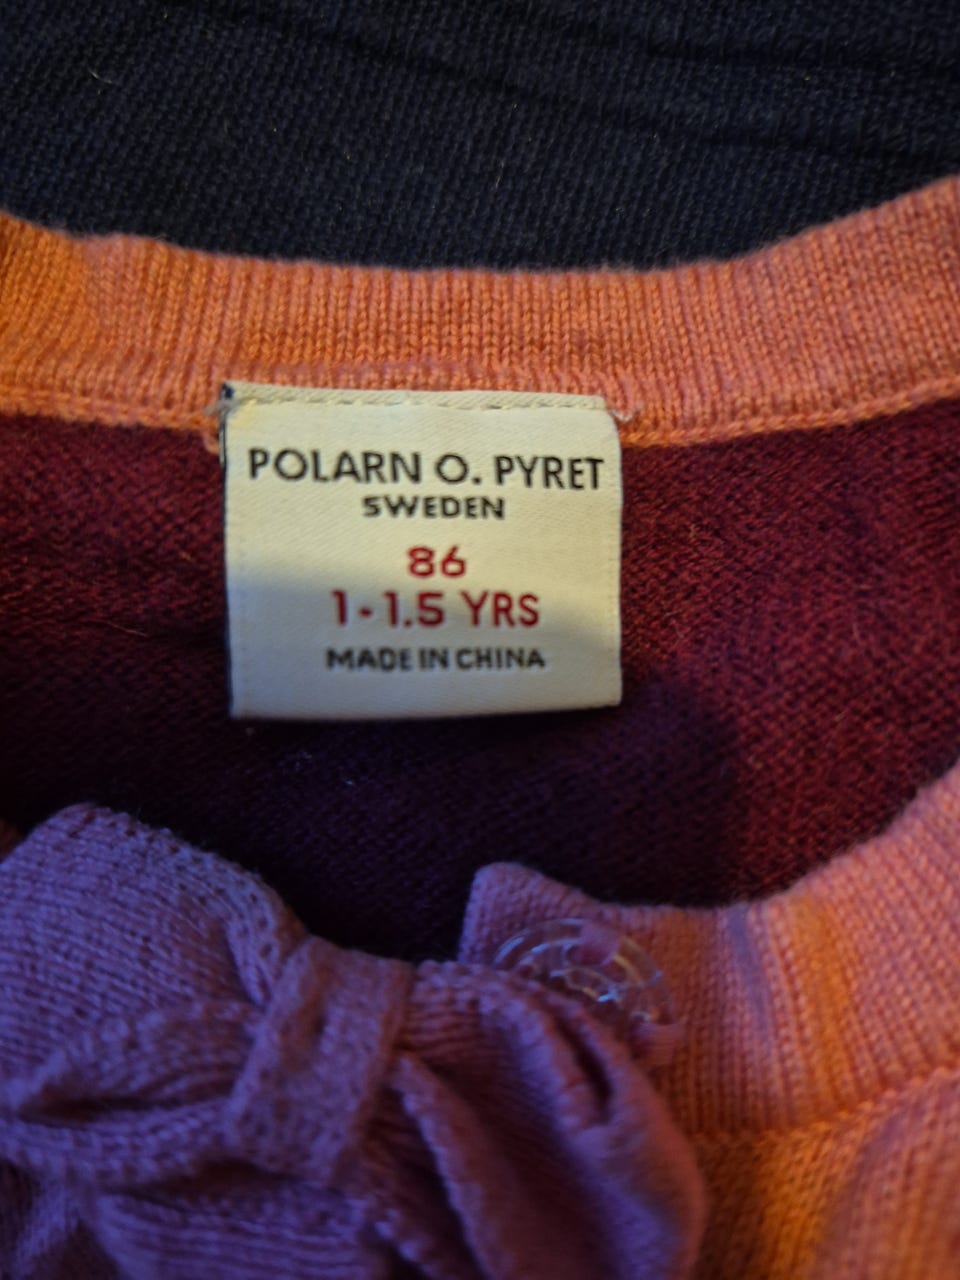 POLARN O. PYRET
SWEDEN
86
1-1.5 YRS
MADE IN CHINA